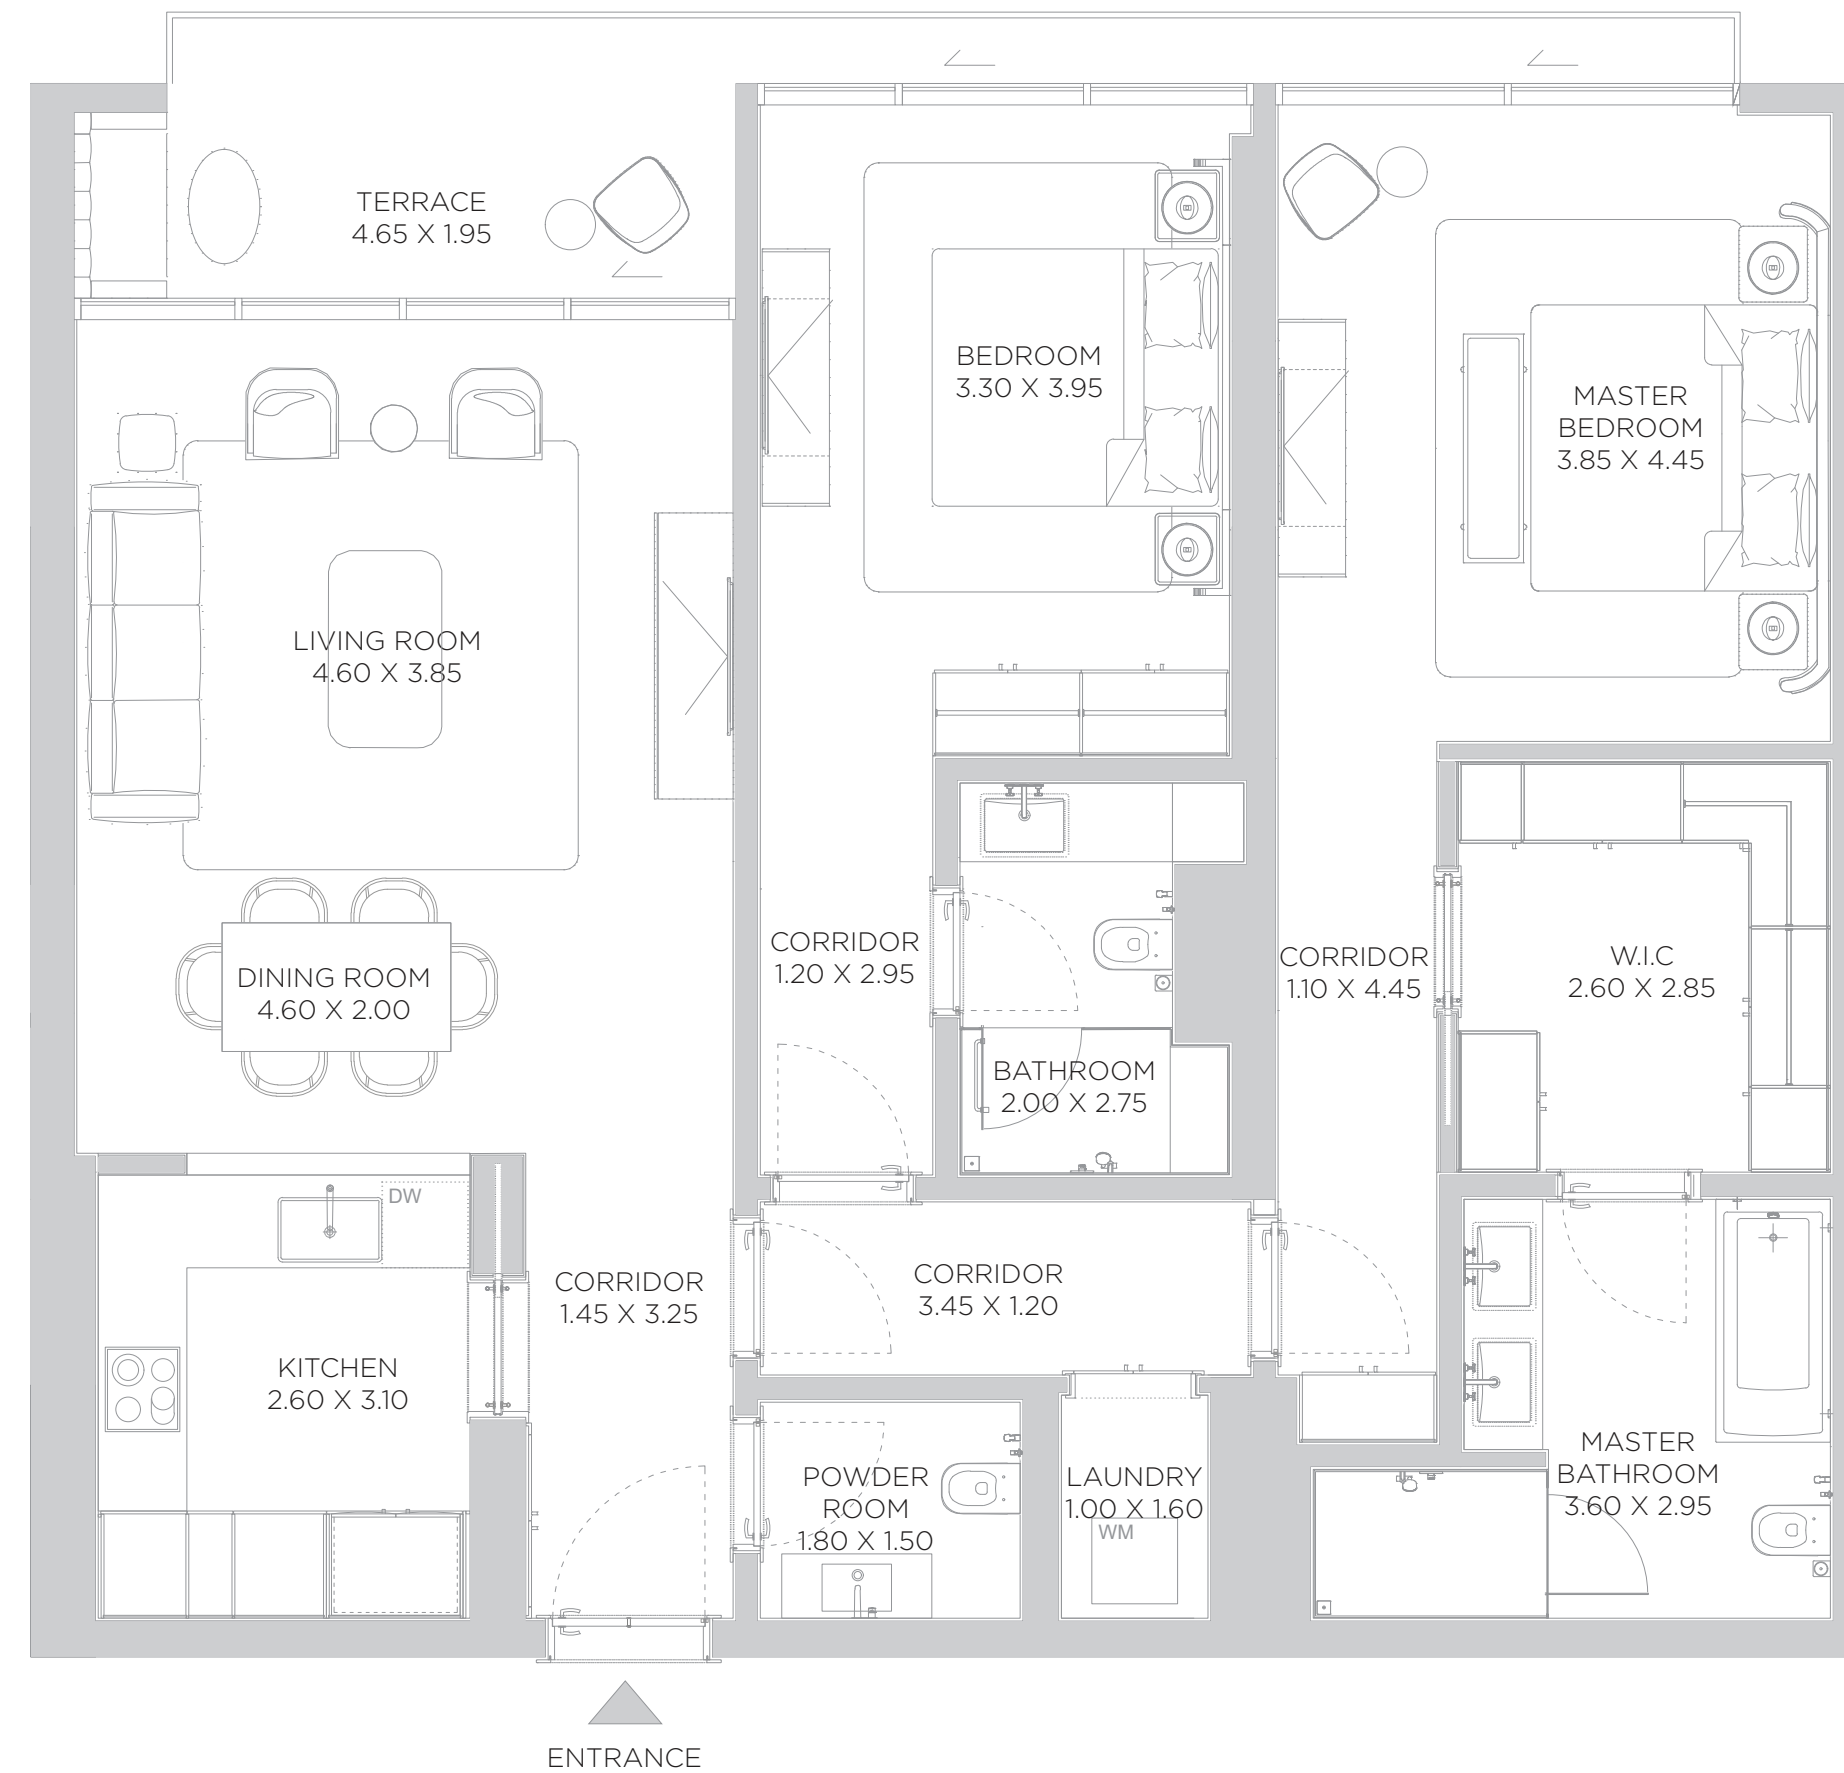 TERRACE
4.65 X 1.95
BEDROOM
3.30 X 3.95
MASTER
BEDROOM
3.85 X 4.45
LIVING ROOM
4.60 X 3.85
DINING ROOM
4.60 X 2.00
CORRIDOR
1.20 X 2.95
CORRIDOR
1.10 X 4.45
W.I.C
2.60 X 2.85
BATHROOM
2.00 X 2.75
DW
KITCHEN
2.60 X 3.10
CORRIDOR
1.45 X 3.25
CORRIDOR
3.45 X 1.20
POWDER
ROOM
1.80 X 1.50
LAUNDRY
1.00 X 1.60
WM
MASTER
BATHROOM
3.60 X 2.95
ENTRANCE